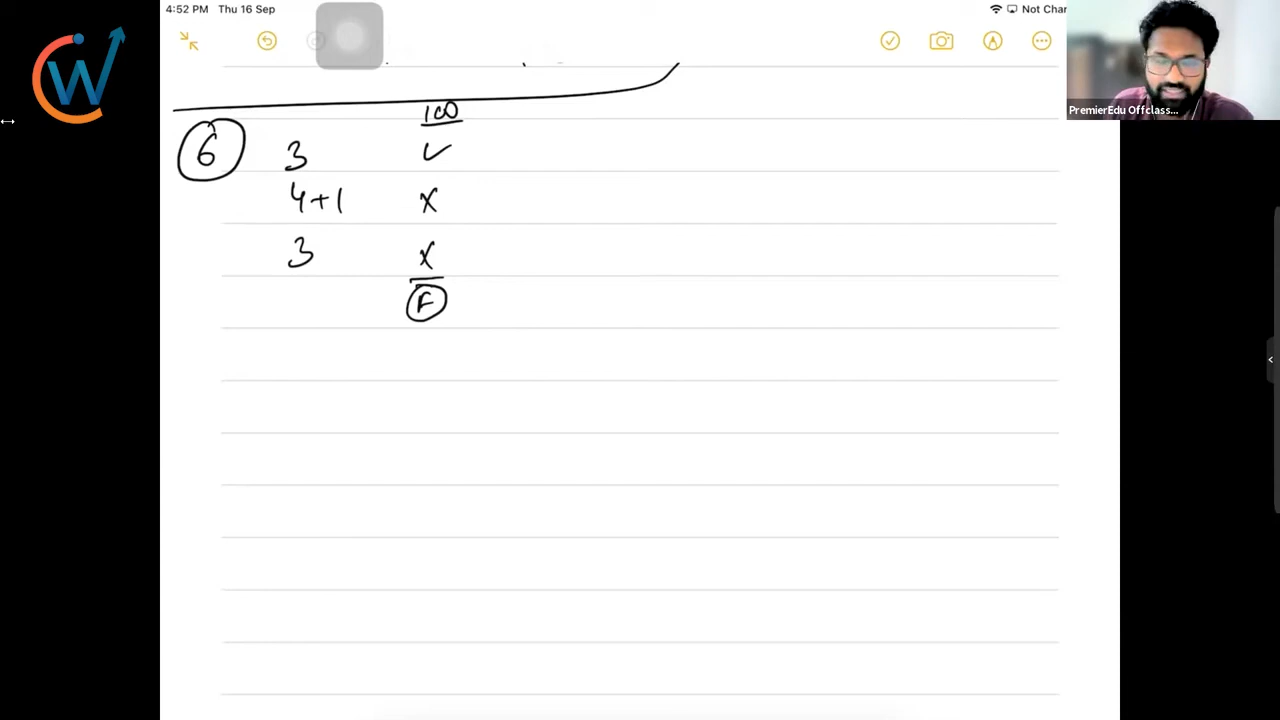 4:52 PM Thu 16 Sep
Not Char
PremierEdu Offclass...
W
100
6 3 ✓
4+1 x
3 x
F